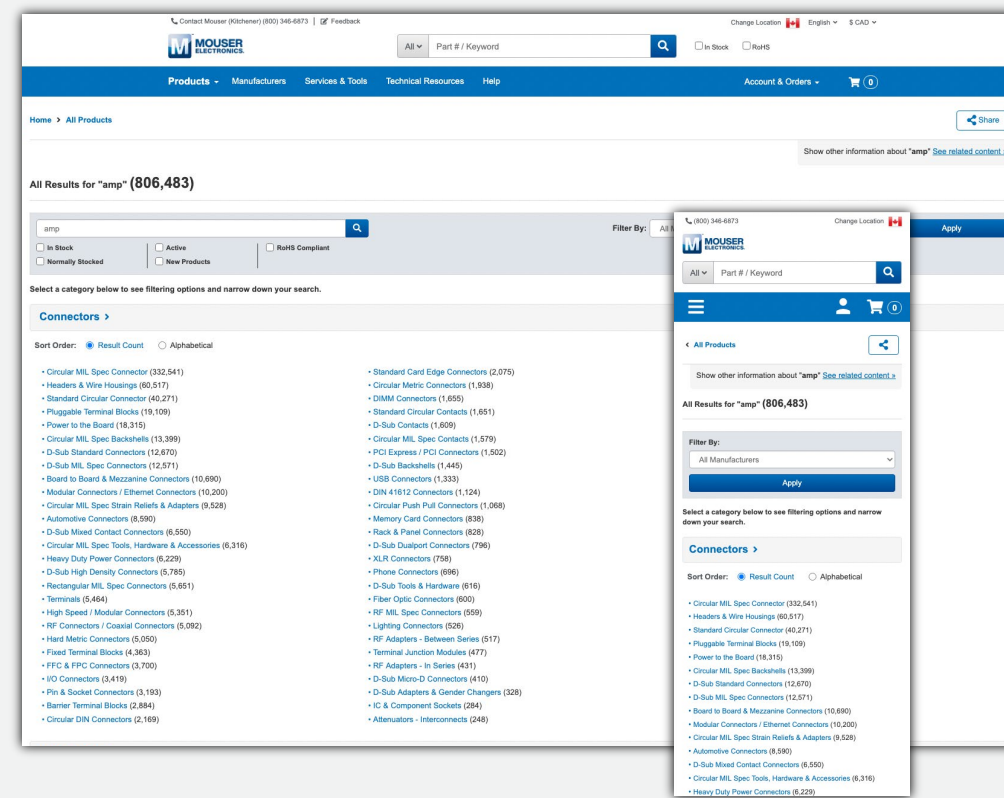 Contact Mouser (Kitchener) (800) 346-6873 | Feedback
Change Location English $ CAD
MOUSER
ELECTRONICS.
All Part # / Keyword
In Stock RoHS
Products Manufacturers Services & Tools Technical Resources Help
Account & Orders 0
Home > All Products
Share
Show other information about "amp" See related content
All Results for "amp" (806,483)
amp
Filter By: All
Apply
In Stock Active RoHS Compliant
Normally Stocked New Products
Select a category below to see filtering options and narrow down your search.
Connectors >
Sort Order: Result Count Alphabetical
• Circular MIL Spec Connector (332,541)
• Headers & Wire Housings (60,517)
• Standard Circular Connector (40,271)
• Pluggable Terminal Blocks (19,109)
• Power to the Board (18,315)
• Circular MIL Spec Backshells (13,399)
• D-Sub Standard Connectors (12,670)
• D-Sub MIL Spec Connectors (12,571)
• Board to Board & Mezzanine Connectors (10,690)
• Modular Connectors / Ethernet Connectors (10,200)
• Circular MIL Spec Strain Reliefs & Adapters (9,528)
• Automotive Connectors (8,590)
• D-Sub Mixed Contact Connectors (6,550)
• Circular MIL Spec Tools, Hardware & Accessories (6,316)
• Heavy Duty Power Connectors (6,229)
• D-Sub High Density Connectors (5,785)
• Rectangular MIL Spec Connectors (5,651)
• Terminals (5,464)
• High Speed / Modular Connectors (5,351)
• RF Connectors / Coaxial Connectors (5,092)
• Hard Metric Connectors (5,050)
• Fixed Terminal Blocks (4,363)
• FFC & FPC Connectors (3,700)
• I/O Connectors (3,419)
• Pin & Socket Connectors (3,193)
• Barrier Terminal Blocks (2,884)
• Circular DIN Connectors (2,169)
• Standard Card Edge Connectors (2,075)
• Circular Metric Connectors (1,938)
• DIMM Connectors (1,655)
• Standard Circular Contacts (1,651)
• D-Sub Contacts (1,609)
• Circular MIL Spec Contacts (1,579)
• PCI Express / PCI Connectors (1,502)
• D-Sub Backshells (1,445)
• USB Connectors (1,333)
• DIN 41612 Connectors (1,124)
• Circular Push Pull Connectors (1,068)
• Memory Card Connectors (838)
• Rack & Panel Connectors (828)
• D-Sub Dualport Connectors (796)
• XLR Connectors (758)
• Phone Connectors (696)
• D-Sub Tools & Hardware (616)
• Fiber Optic Connectors (600)
• RF MIL Spec Connectors (559)
• Lighting Connectors (526)
• RF Adapters - Between Series (517)
• Terminal Junction Modules (477)
• RF Adapters - In Series (431)
• D-Sub Micro-D Connectors (410)
• D-Sub Adapters & Gender Changers (328)
• IC & Component Sockets (284)
• Attenuators - Interconnects (248)
(800) 346-6873 Change Location
MOUSER
ELECTRONICS.
All Part # / Keyword
0
‹ All Products
Show other information about "amp" See related content »
All Results for "amp" (806,483)
Filter By:
All Manufacturers
Apply
Select a category below to see filtering options and narrow
down your search.
Connectors >
Sort Order: Result Count Alphabetical
• Circular MIL Spec Connector (332,541)
• Headers & Wire Housings (60,517)
• Standard Circular Connector (40,271)
• Pluggable Terminal Blocks (19,109)
• Power to the Board (18,315)
• Circular MIL Spec Backshells (13,399)
• D-Sub Standard Connectors (12,670)
• D-Sub MIL Spec Connectors (12,571)
• Board to Board & Mezzanine Connectors (10,690)
• Modular Connectors / Ethernet Connectors (10,200)
• Circular MIL Spec Strain Reliefs & Adapters (9,528)
• Automotive Connectors (8,590)
• D-Sub Mixed Contact Connectors (6,550)
• Circular MIL Spec Tools, Hardware & Accessories (6,316)
• Heavy Duty Power Connectors (6,229)